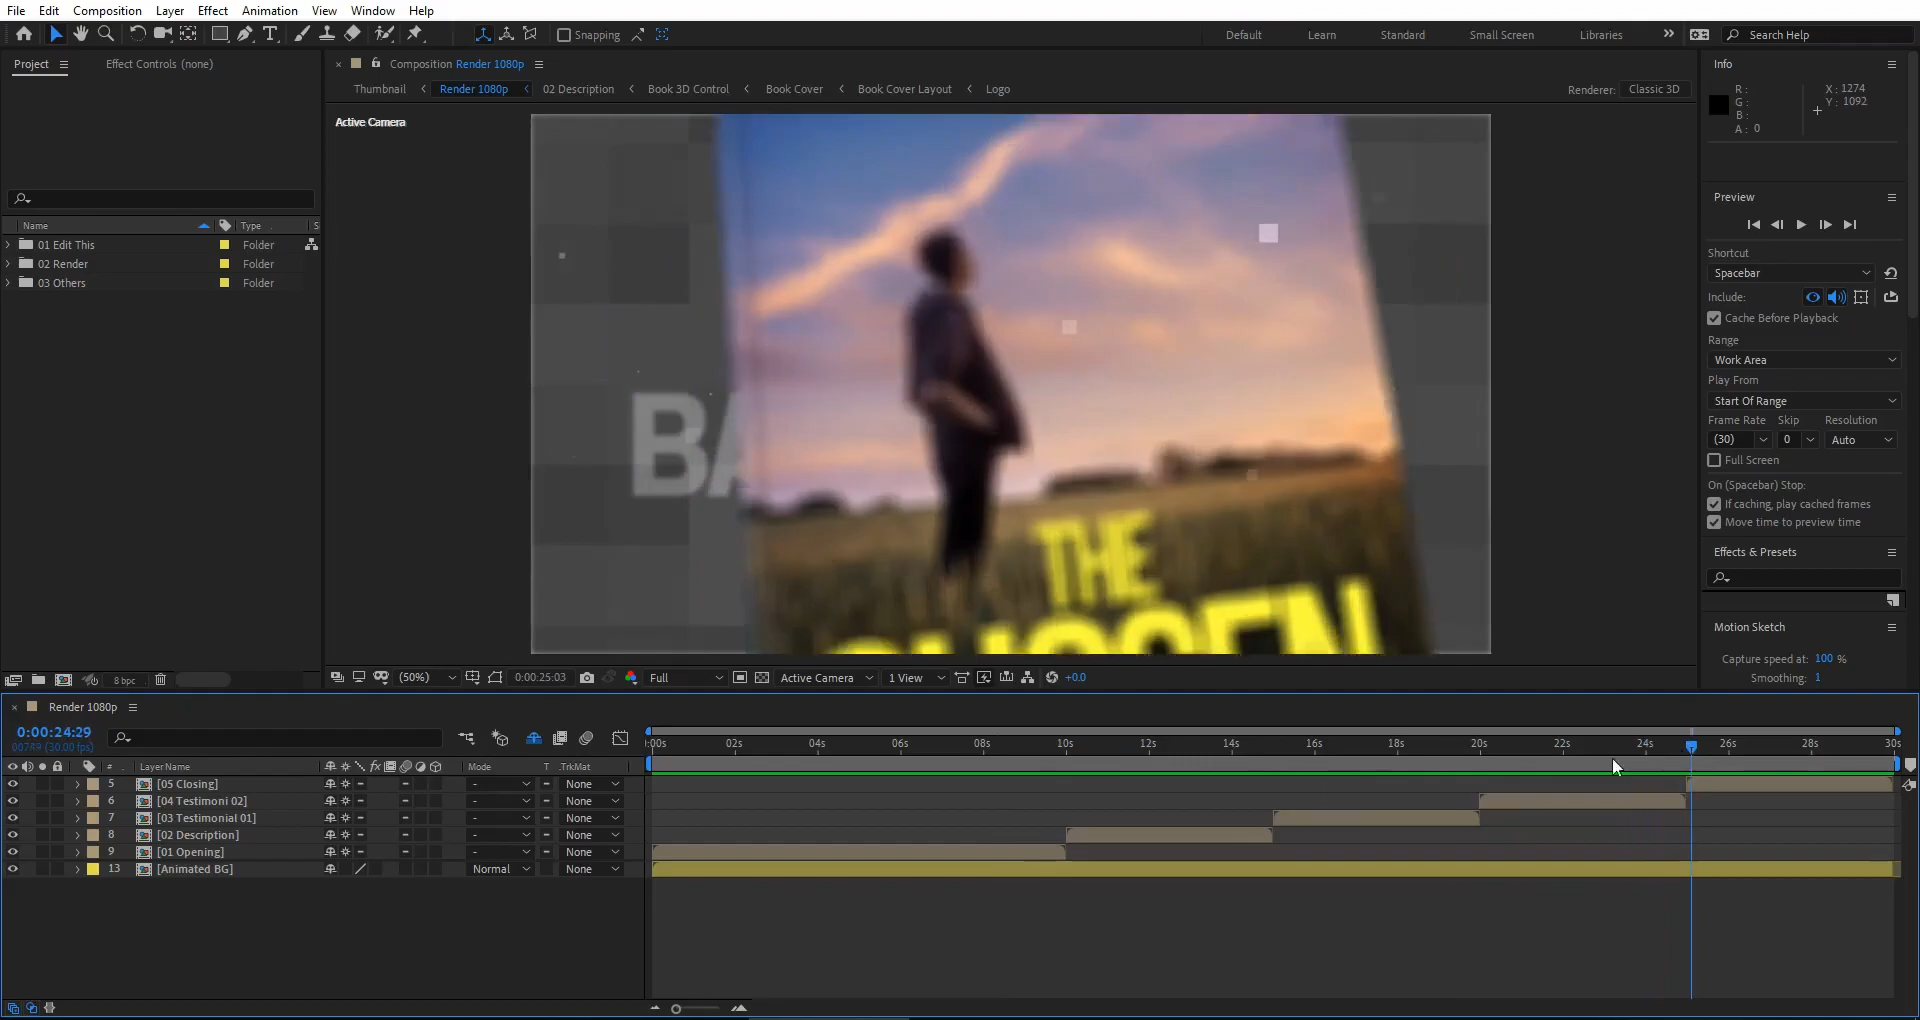 File Edit Composition Layer Effect Animation View Window Help
Snapping Default Learn Standard Small Screen Libraries Search Help
Project Effect Controls (none)
Composition Render 1080p
Thumbnail Render 1080p 02 Description Book 3D Control Book Cover Book Cover Layout Logo
Renderer: Classic 3D
Active Camera
Name Type S
01 Edit This Folder
02 Render Folder
03 Others Folder
8 bpc
BA
THE
CHOSEN
(50%) 0:00:25:03 Full Active Camera 1 View +0.0
Info
R :
G :
B :
A : 0
X : 1274
Y : 1092
Preview
Shortcut
Spacebar
Include:
Cache Before Playback
Range
Work Area
Play From
Start Of Range
Frame Rate Skip Resolution
(30) 0 Auto
Full Screen
On (Spacebar) Stop:
If caching, play cached frames
Move time to preview time
Effects & Presets
Motion Sketch
Capture speed at: 100 %
Smoothing: 1
Render 1080p
0:00:24:29
00749 (30.00 fps)
:00s 02s 04s 06s 08s 10s 12s 14s 16s 18s 20s 22s 24s 26s 28s 30s
# Layer Name Mode T .TrkMat
5 [05 Closing] - None
6 [04 Testimoni 02] - None
7 [03 Testimonial 01] - None
8 [02 Description] - None
9 [01 Opening] - None
13 [Animated BG] Normal None